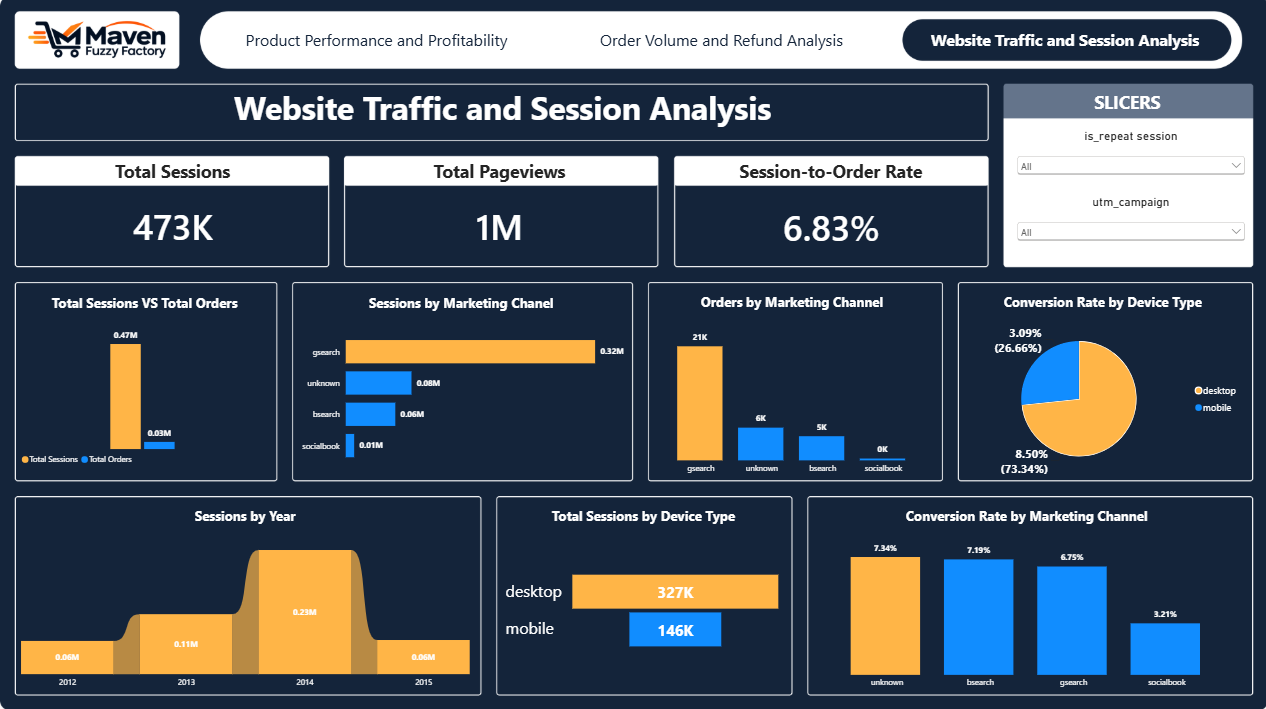 Maven
Fuzzy Factory
Product Performance and Profitability
Order Volume and Refund Analysis
Website Traffic and Session Analysis
Website Traffic and Session Analysis
SLICERS
is_repeat session
All
utm_campaign
All
Total Sessions
473K
Total Pageviews
1M
Session-to-Order Rate
6.83%
Total Sessions VS Total Orders
0.47M
0.03M
Total Sessions
Total Orders
Sessions by Marketing Chanel
gsearch
0.32M
unknown
0.08M
bsearch
0.06M
socialbook
0.01M
Orders by Marketing Channel
21K
6K
5K
0K
gsearch
unknown
bsearch
socialbook
Conversion Rate by Device Type
3.09%
(26.66%)
8.50%
(73.34%)
desktop
mobile
Sessions by Year
0.06M
0.11M
0.23M
0.06M
2012
2013
2014
2015
Total Sessions by Device Type
desktop
327K
mobile
146K
Conversion Rate by Marketing Channel
7.34%
7.19%
6.75%
3.21%
unknown
bsearch
gsearch
socialbook